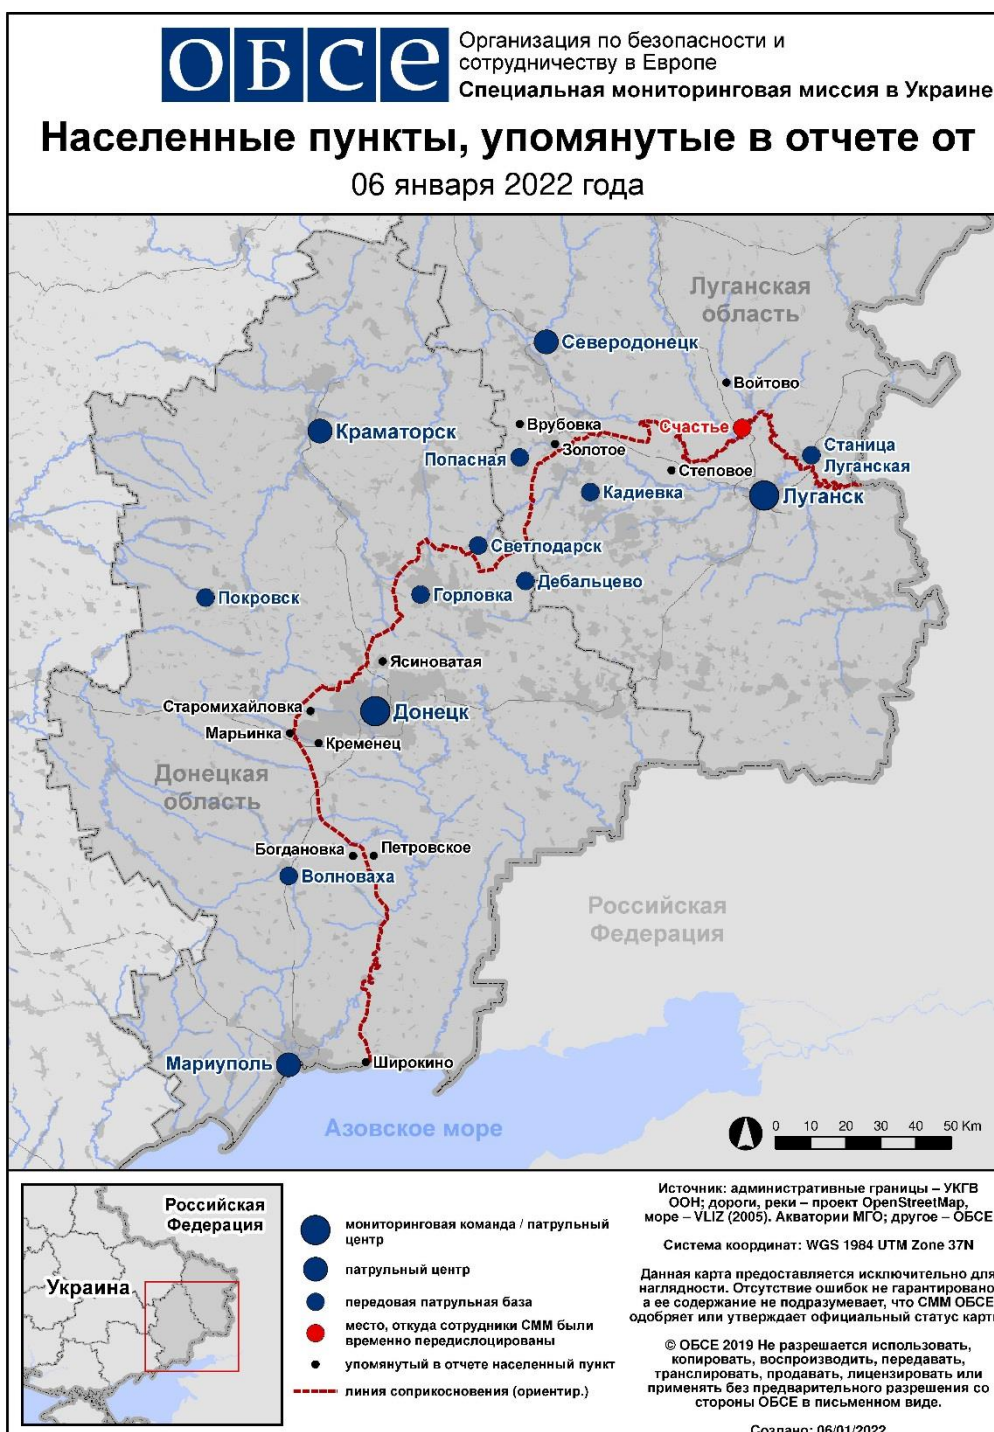 ОБСЕ
Организация по безопасности и
сотрудничеству в Европе
Специальная мониторинговая миссия в Украине
Населенные пункты, упомянутые в отчете от
06 января 2022 года
Луганская
область
Северодонецк
Войтово
Врубовка
Счастье
Краматорск
Золотое
Станица
Луганская
Попасная
Степовое
Кадиевка
Луганск
Светлодарск
Дебальцево
Покровск
Горловка
Ясиноватая
Старомихайловка
Донецк
Марьинка
Кременец
Донецкая
область
Богдановка
Петровское
Волноваха
Российская
Федерация
Мариуполь
Широкино
Азовское море
0 10 20 30 40 50 Km
Российская
Федерация
Украина
мониторинговая команда / патрульный
центр
патрульный центр
передовая патрульная база
место, откуда сотрудники СММ были
временно передислоцированы
упомянутый в отчете населенный пункт
линия соприкосновения (ориентир.)
Источник: административные границы – УКГВ
ООН; дороги, реки – проект OpenStreetMap,
море – VLIZ (2005). Акватории МГО; другое – ОБСЕ
Система координат: WGS 1984 UTM Zone 37N
Данная карта предоставляется исключительно для
наглядности. Отсутствие ошибок не гарантировано
а ее содержание не подразумевает, что СММ ОБСЕ
одобряет или утверждает официальный статус карт
© ОБСЕ 2019 Не разрешается использовать,
копировать, воспроизводить, передавать,
транслировать, продавать, лицензировать или
применять без предварительного разрешения со
стороны ОБСЕ в письменном виде.
Создано: 06/01/2022